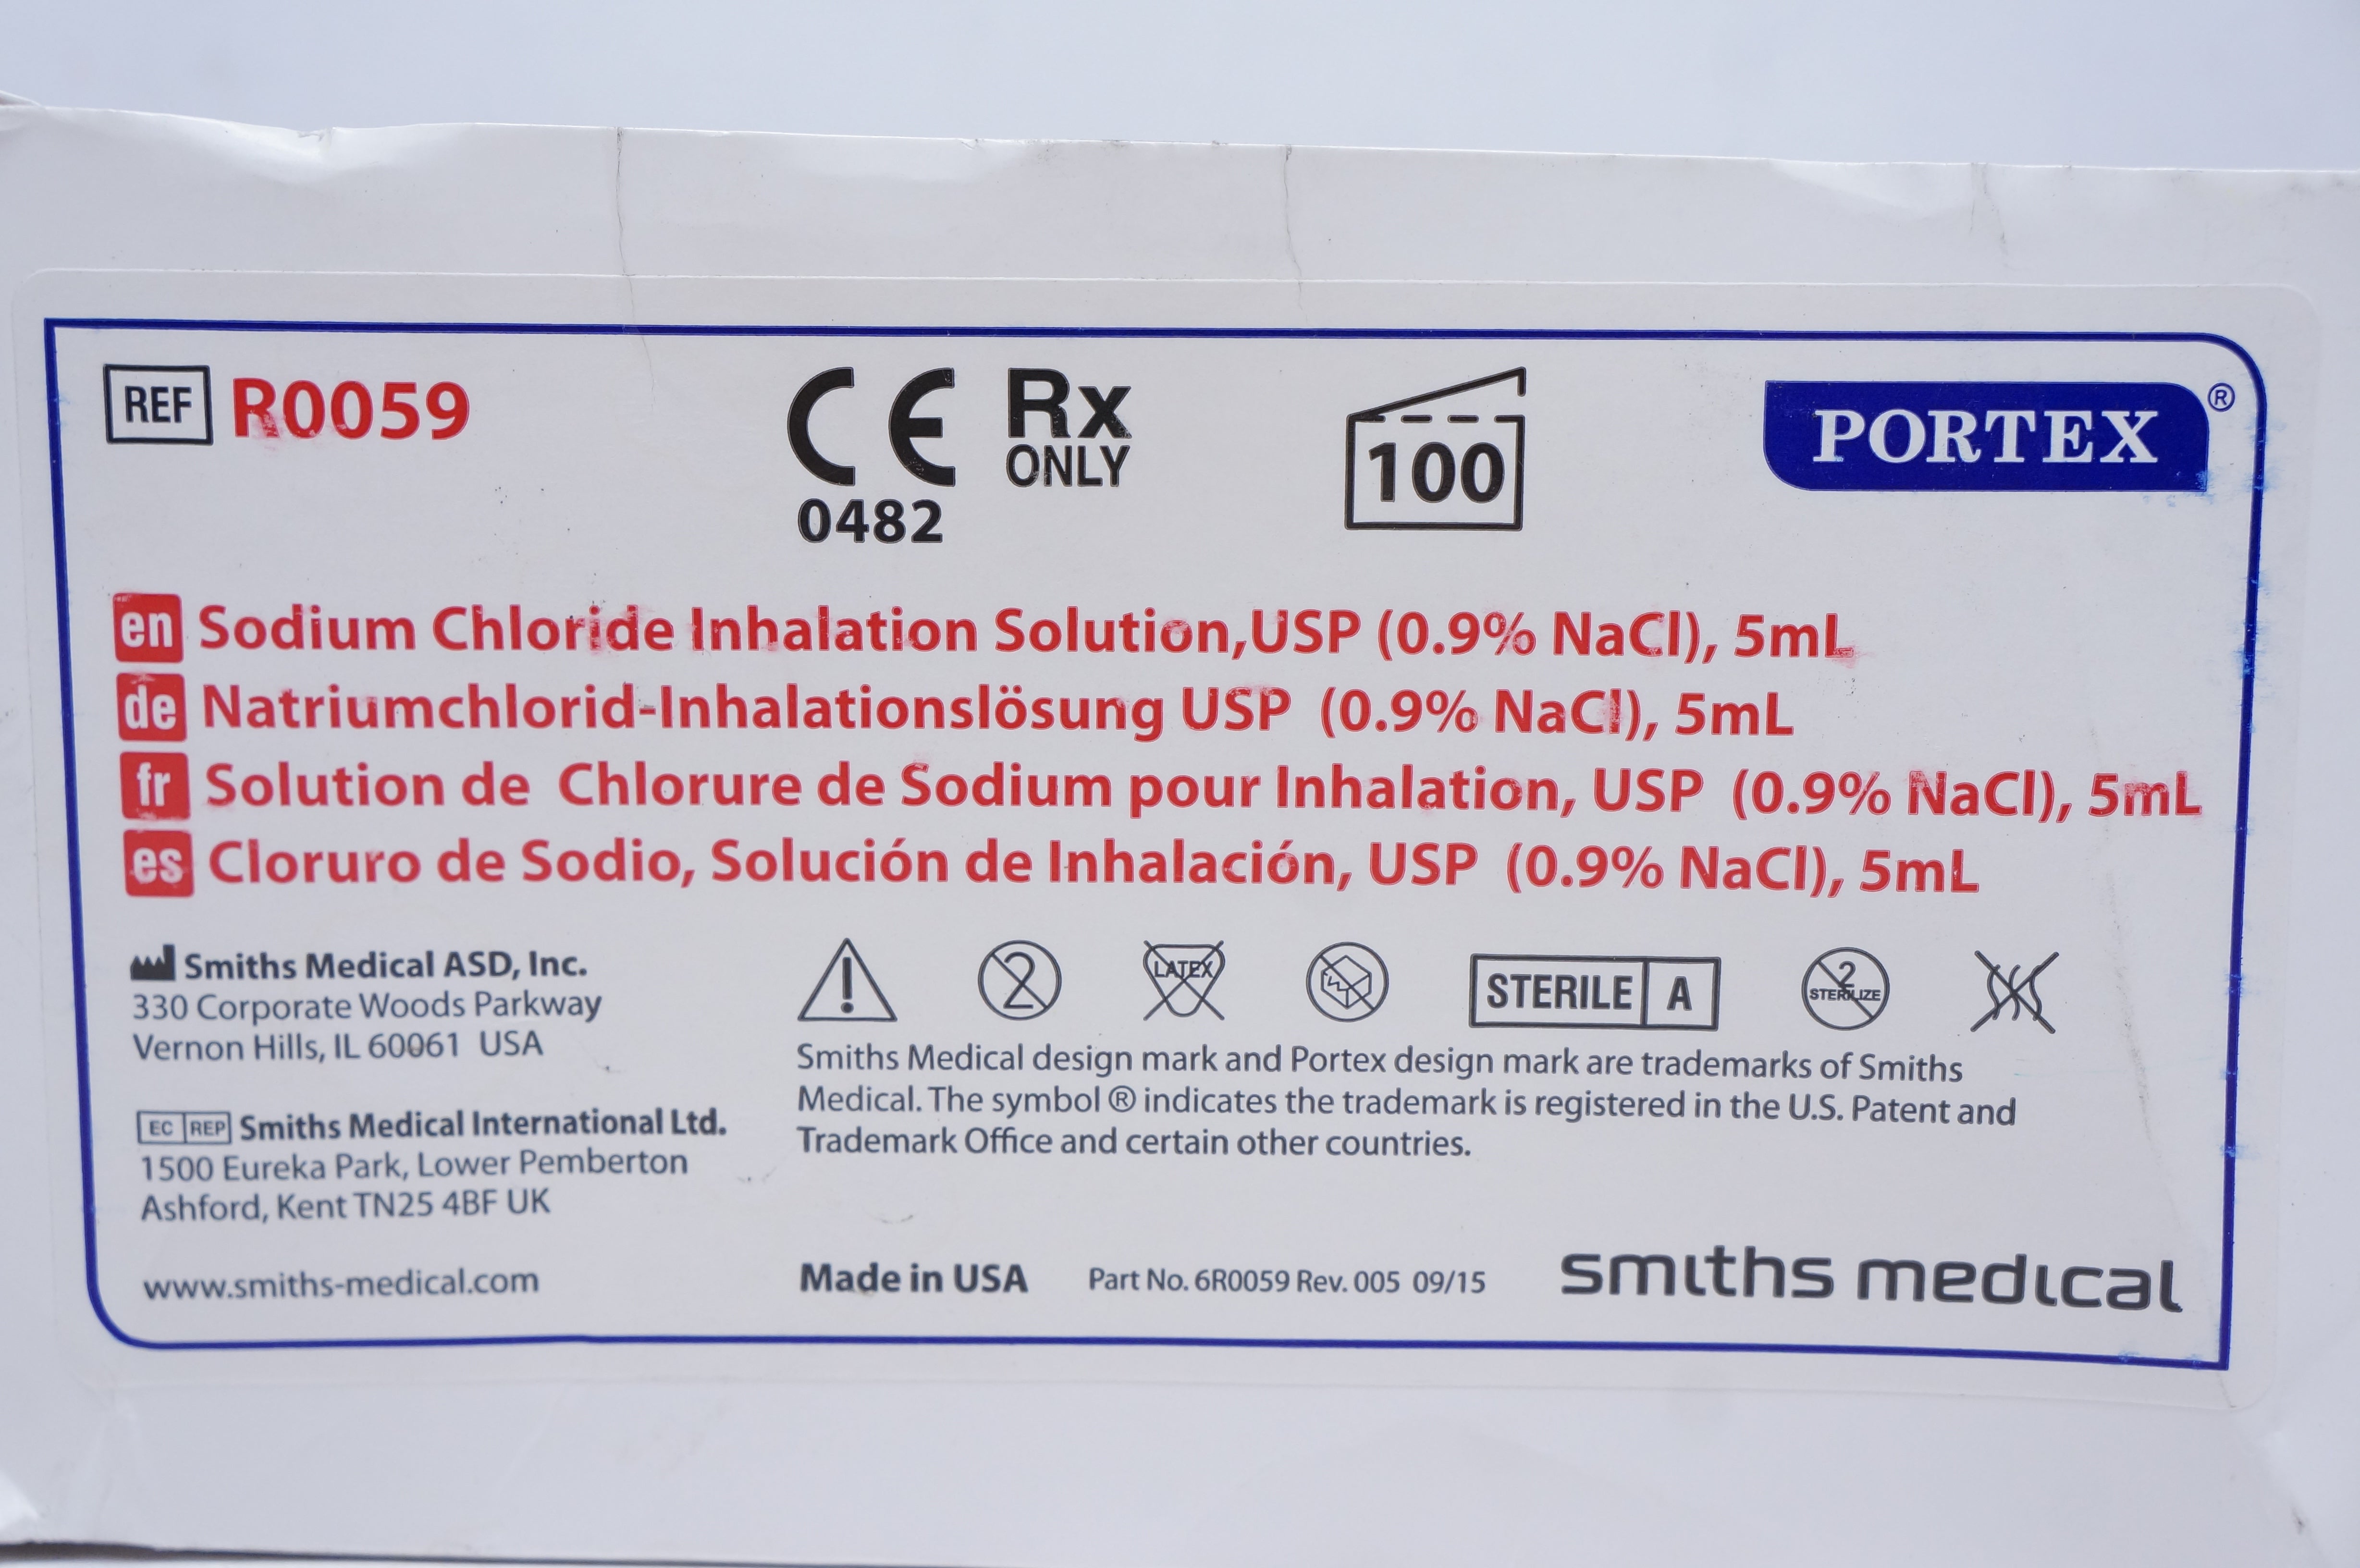 REF R0059
CE Rx
ONLY
0482
100
PORTEX®
en Sodium Chloride Inhalation Solution,USP (0.9% NaCl), 5mL
de Natriumchlorid-Inhalationslösung USP (0.9% NaCl), 5mL
fr Solution de Chlorure de Sodium pour Inhalation, USP (0.9% NaCl), 5mL
es Cloruro de Sodio, Solución de Inhalación, USP (0.9% NaCl), 5mL
Smiths Medical ASD, Inc.
330 Corporate Woods Parkway
Vernon Hills, IL 60061 USA
EC REP Smiths Medical International Ltd.
1500 Eureka Park, Lower Pemberton
Ashford, Kent TN25 4BF UK
www.smiths-medical.com
2
LATEX
STERILE A
2
STERILIZE
Smiths Medical design mark and Portex design mark are trademarks of Smiths
Medical. The symbol ® indicates the trademark is registered in the U.S. Patent and
Trademark Office and certain other countries.
Made in USA Part No. 6R0059 Rev. 005 09/15
smiths medical